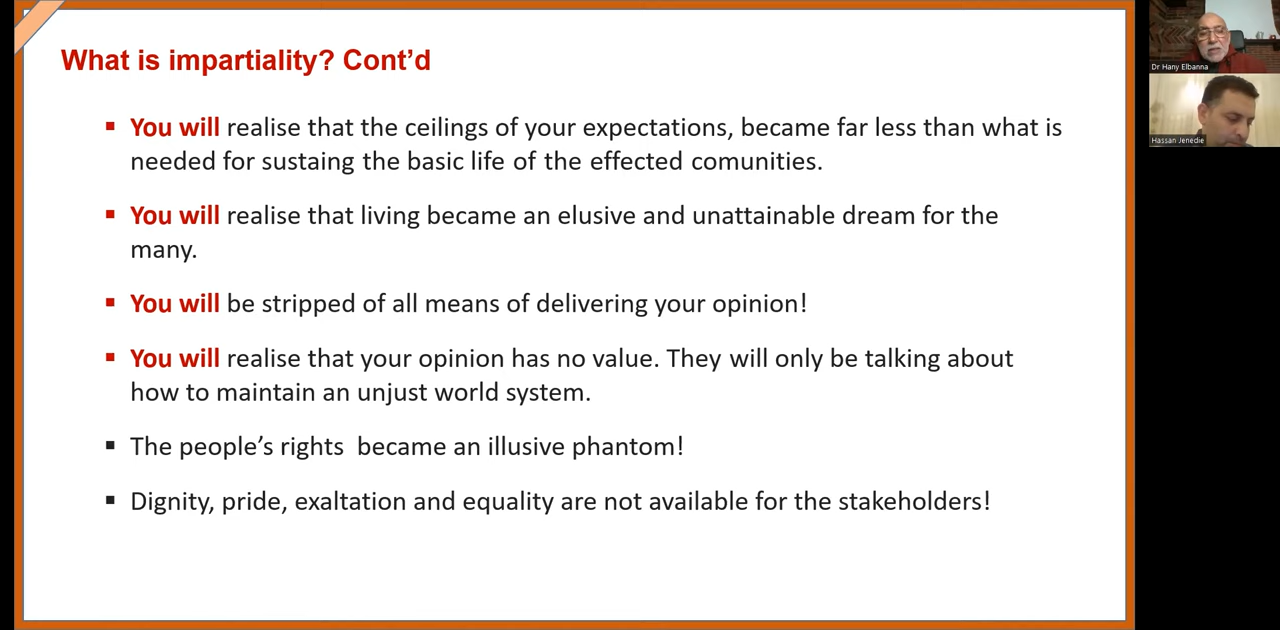 What is impartiality? Cont'd
▪ You will realise that the ceilings of your expectations, became far less than what is
needed for sustaing the basic life of the effected comunities.
▪ You will realise that living became an elusive and unattainable dream for the
many.
▪ You will be stripped of all means of delivering your opinion!
▪ You will realise that your opinion has no value. They will only be talking about
how to maintain an unjust world system.
▪ The people's rights  became an illusive phantom!
▪ Dignity, pride, exaltation and equality are not available for the stakeholders!
Dr Hany Elbanna
Hassan Jenedie